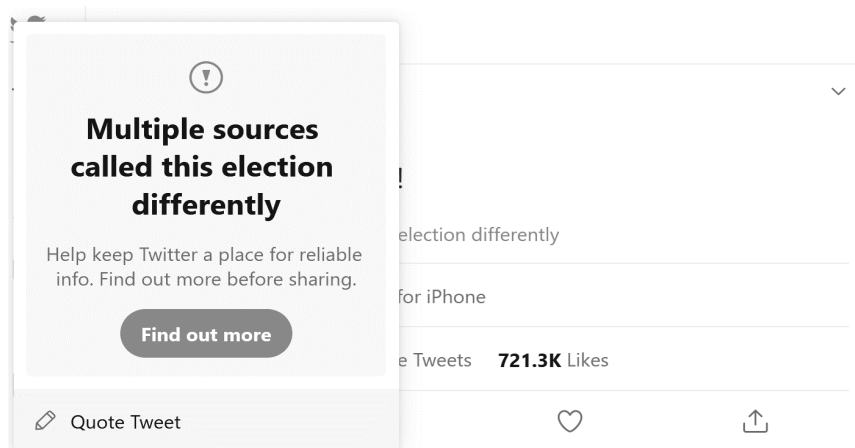 Multiple sources
called this election
differently
Help keep Twitter a place for reliable
info. Find out more before sharing.
Find out more
Quote Tweet
!
election differently
for iPhone
Tweets 721.3K Likes